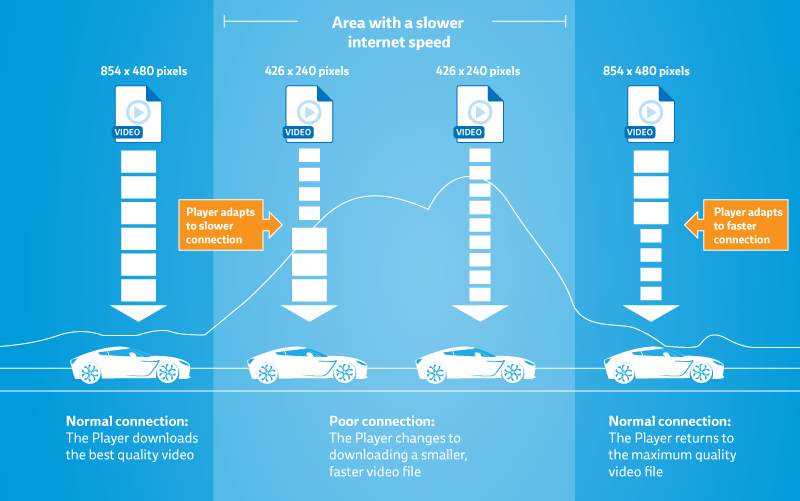 Area with a slower
internet speed
854 x 480 pixels
426 x 240 pixels
426 x 240 pixels
854 x 480 pixels
VIDEO
VIDEO
VIDEO
VIDEO
Player adapts
to slower
connection
Player adapts
to faster
connection
Normal connection:
The Player downloads
the best quality video
Poor connection:
The Player changes to
downloading a smaller,
faster video file
Normal connection:
The Player returns to
the maximum quality
video file